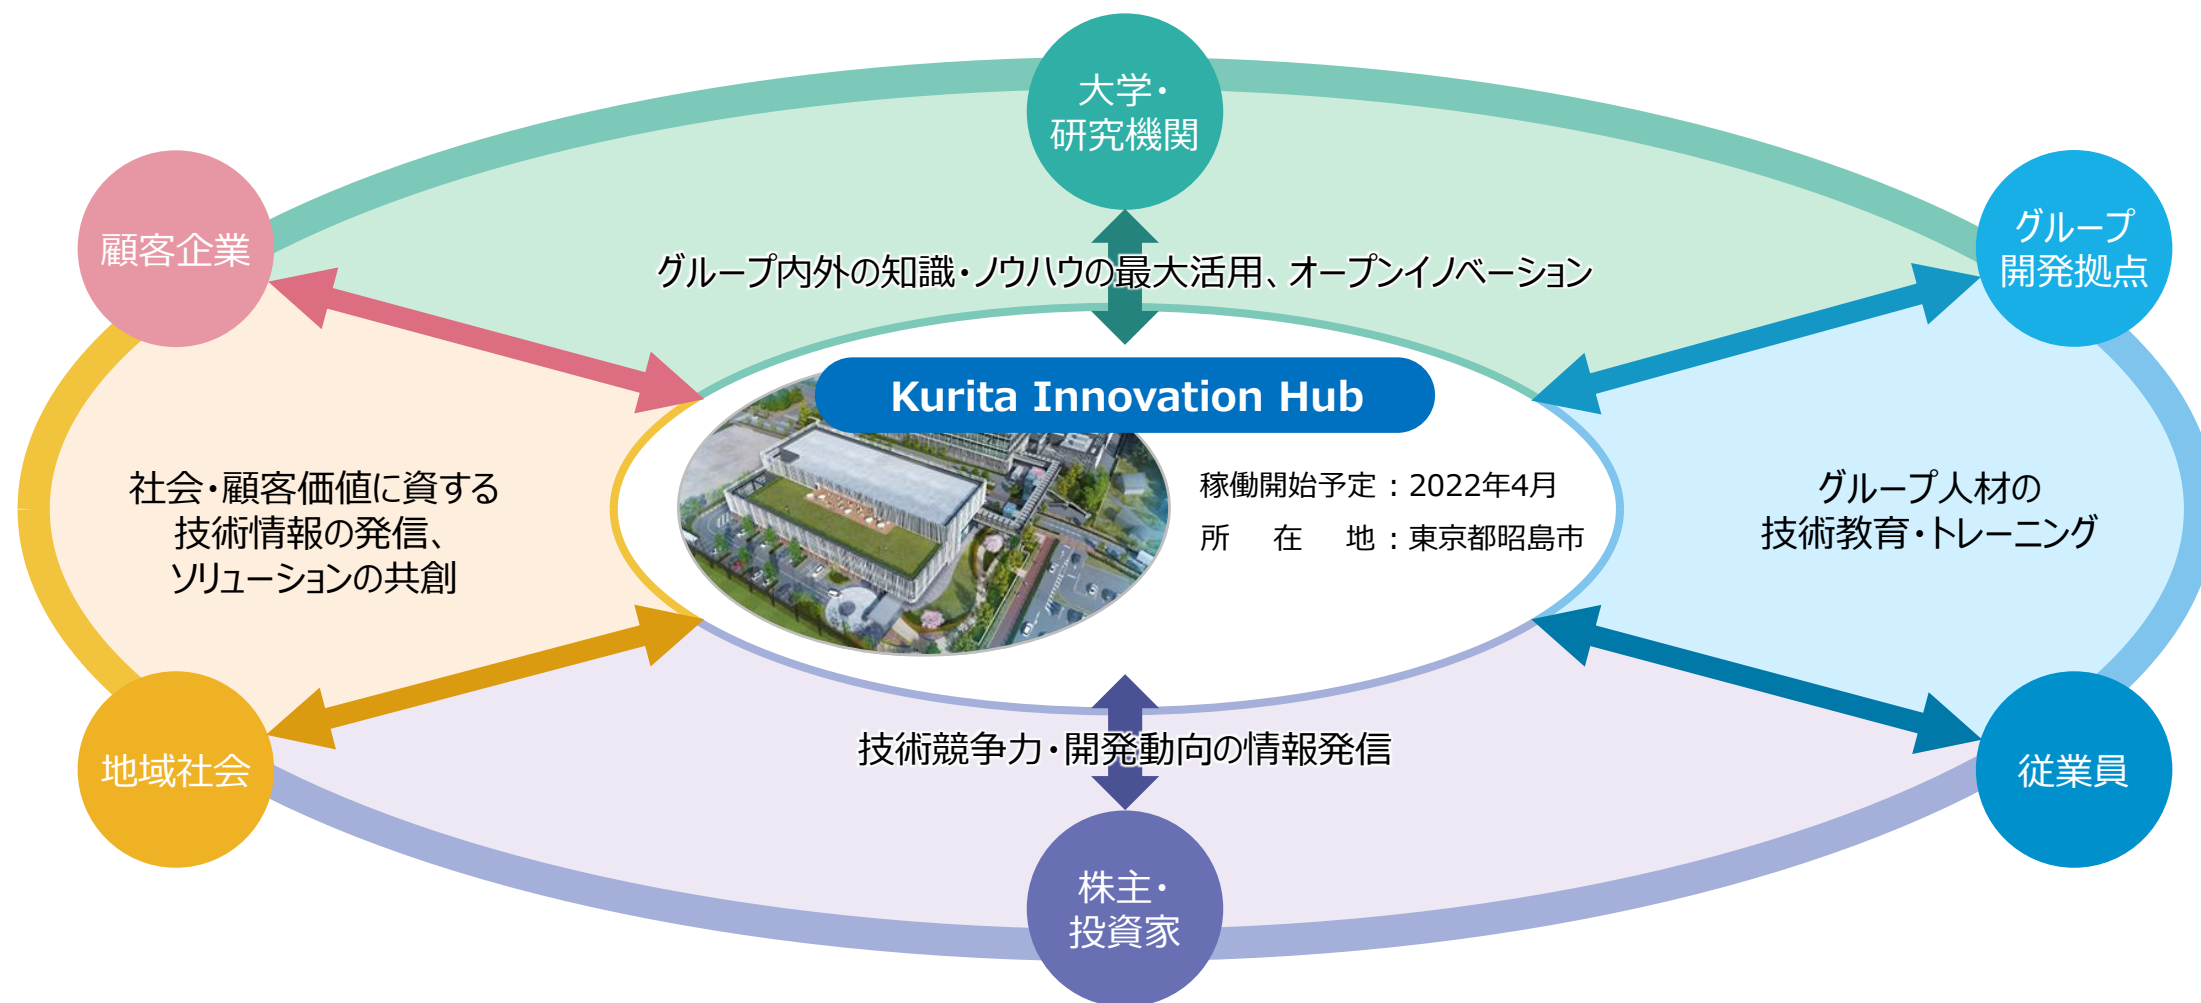 大学・
研究機関
顧客企業
グループ
開発拠点
グループ内外の知識・ノウハウの最大活用、オープンイノベーション
Kurita Innovation Hub
稼働開始予定：2022年4月
所在地：東京都昭島市
社会・顧客価値に資する
技術情報の発信、
ソリューションの共創
グループ人材の
技術教育・トレーニング
技術競争力・開発動向の情報発信
地域社会
従業員
株主・
投資家